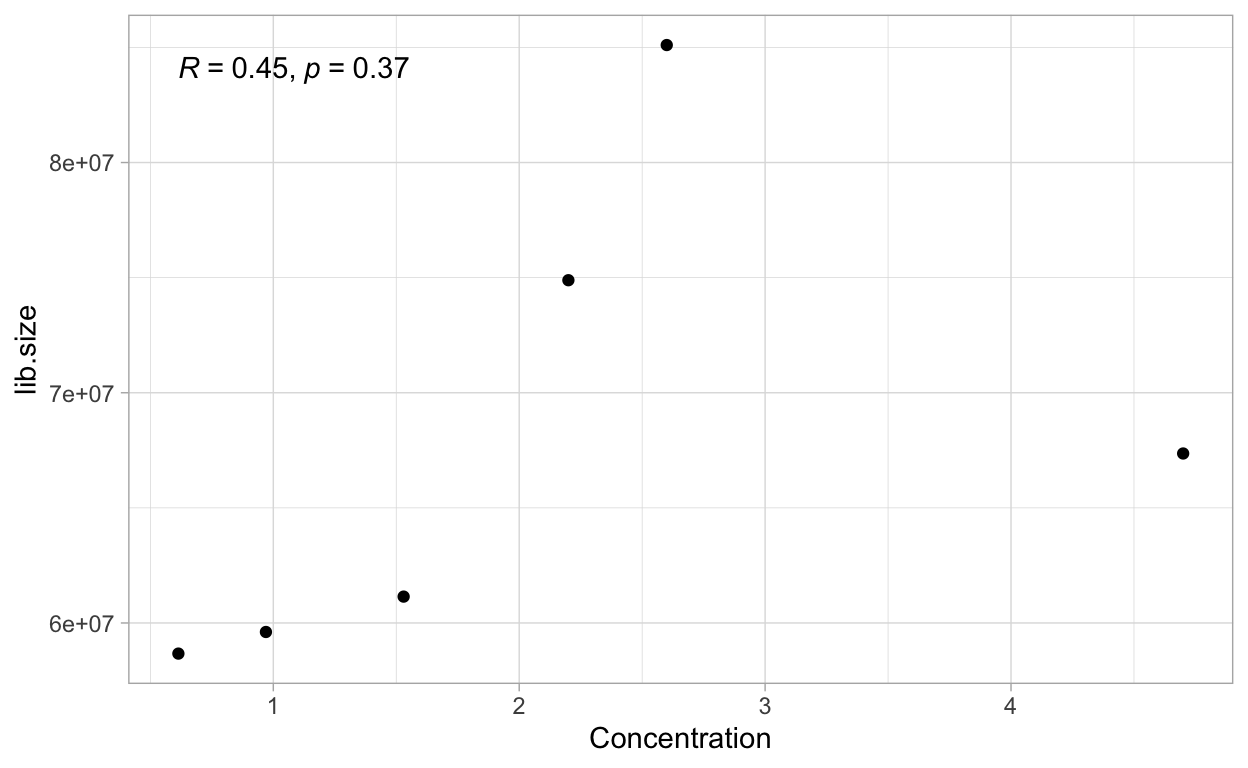 R = 0.45, p = 0.37
8e+07
7e+07
6e+07
lib.size
1 2 3 4
Concentration